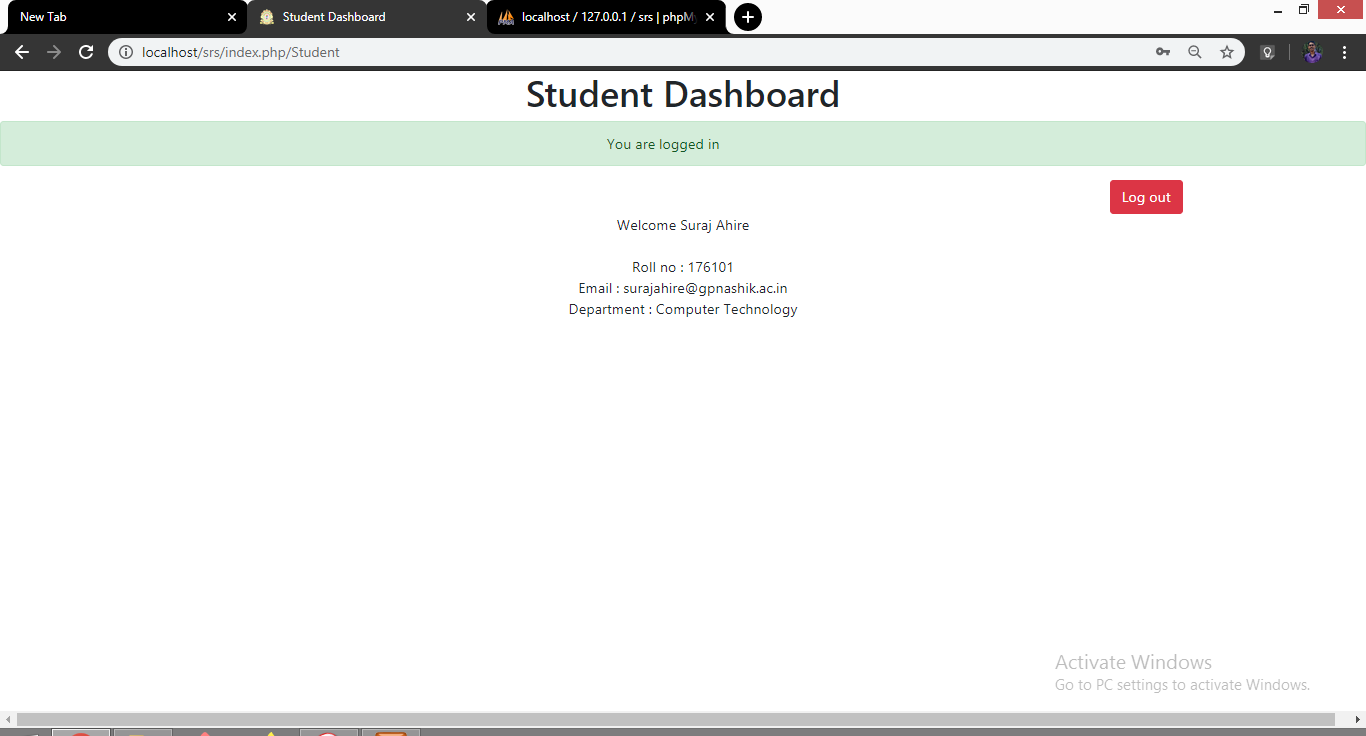 New Tab
Student Dashboard
localhost / 127.0.0.1 / srs | phpMy
localhost/srs/index.php/Student
Student Dashboard
You are logged in
Log out
Welcome Suraj Ahire
Roll no : 176101
Email : surajahire@gpnashik.ac.in
Department : Computer Technology
Activate Windows
Go to PC settings to activate Windows.